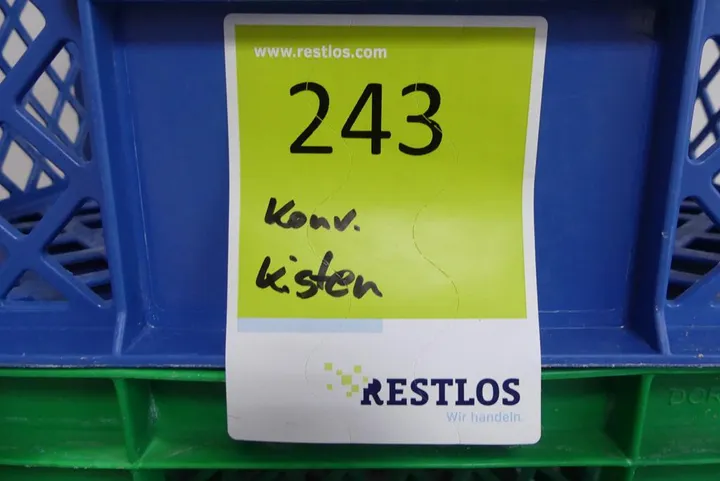 www.restlos.com
243
Konv.
Kisten
RESTLOS
Wir handeln.